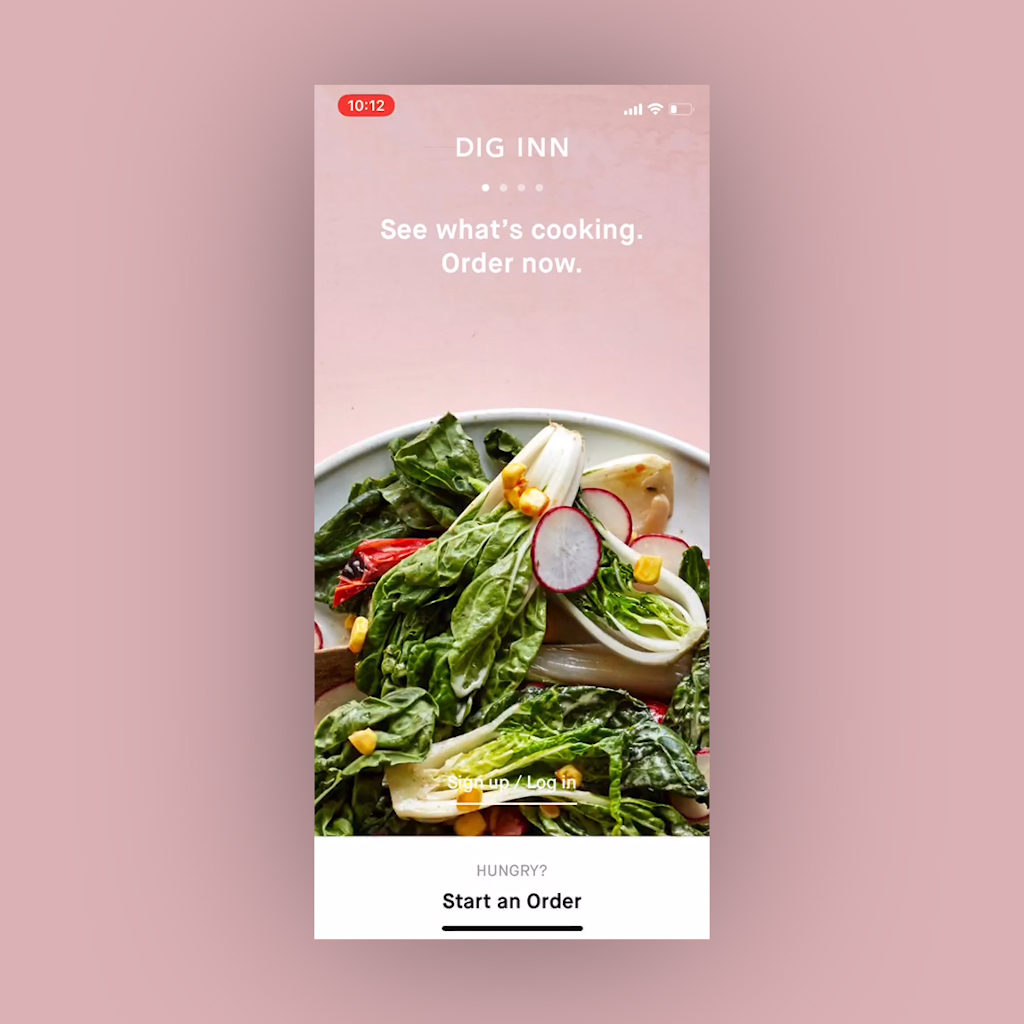 10:12
DIG INN
See what’s cooking.
Order now.
Sign up / Log in
HUNGRY?
Start an Order